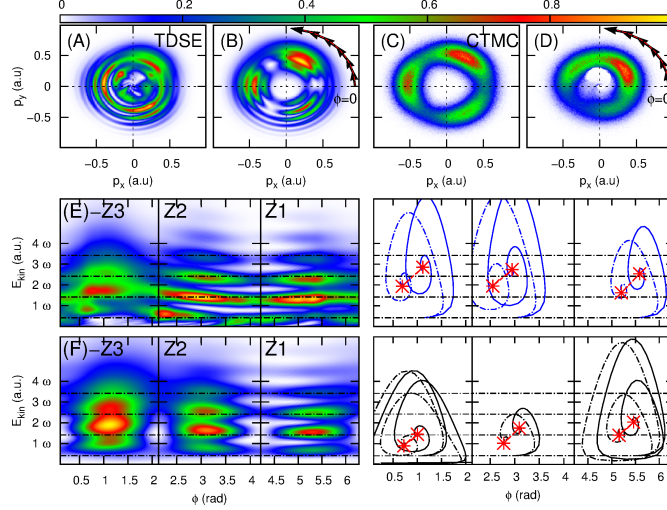 0 0.2 0.4 0.6 0.8
(A) TDSE (B) (C) CTMC (D)
p_y (a.u)
0.5
0
−0.5
ϕ=0 ϕ=0
−0.5 0 0.5 −0.5 0 0.5 −0.5 0 0.5 −0.5 0 0.5
p_x (a.u) p_x (a.u) p_x (a.u) p_x (a.u)
(E)−Z3 Z2 Z1
E_kin (a.u.)
4 ω
3 ω
2 ω
1 ω
(F)−Z3 Z2 Z1
E_kin (a.u.)
4 ω
3 ω
2 ω
1 ω
0.5 1 1.5 2 2.5 3 3.5 4 4.5 5 5.5 6 0.5 1 1.5 2 2.5 3 3.5 4 4.5 5 5.5 6
ϕ (rad) ϕ (rad)